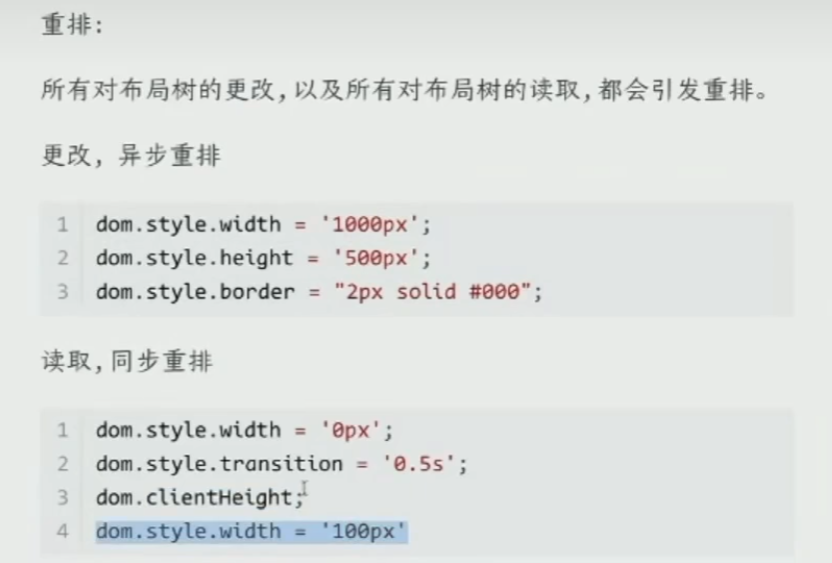 重排:
所有对布局树的更改,以及所有对布局树的读取,都会引发重排。
更改, 异步重排
1 dom.style.width = '1000px';
2 dom.style.height = '500px';
3 dom.style.border = "2px solid #000";
读取,同步重排
1 dom.style.width = '0px';
2 dom.style.transition = '0.5s';
3 dom.clientHeight;
4 dom.style.width = '100px'